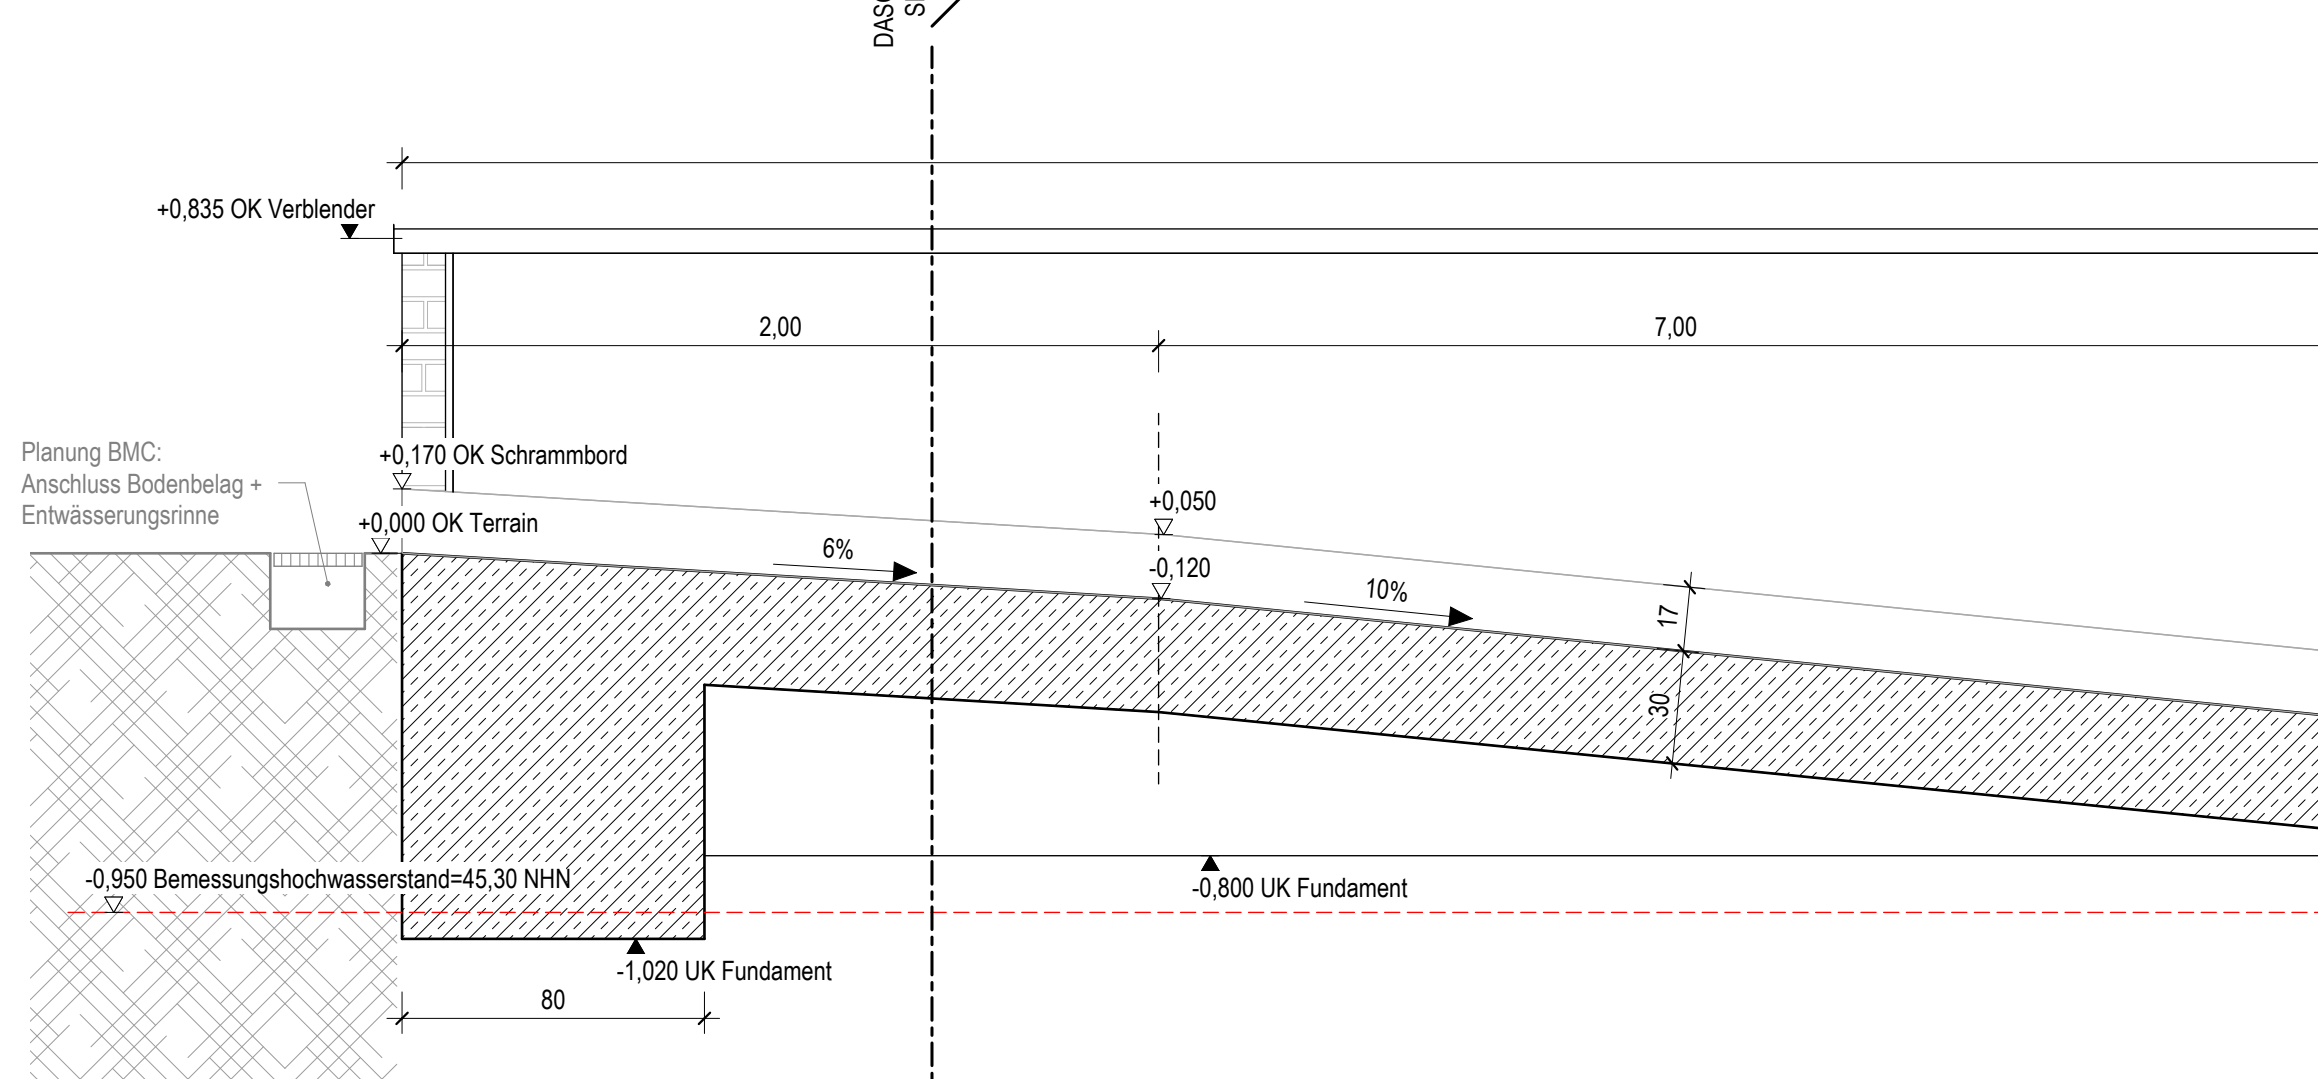 DASC
+0,835 OK Verblender
2,00
7,00
Planung BMC:
Anschluss Bodenbelag +
Entwässerungsrinne
+0,170 OK Schrammbord
+0,000 OK Terrain
+0,050
6%
-0,120
10%
17
30
-0,950 Bemessungshochwasserstand=45,30 NHN
-0,800 UK Fundament
-1,020 UK Fundament
80